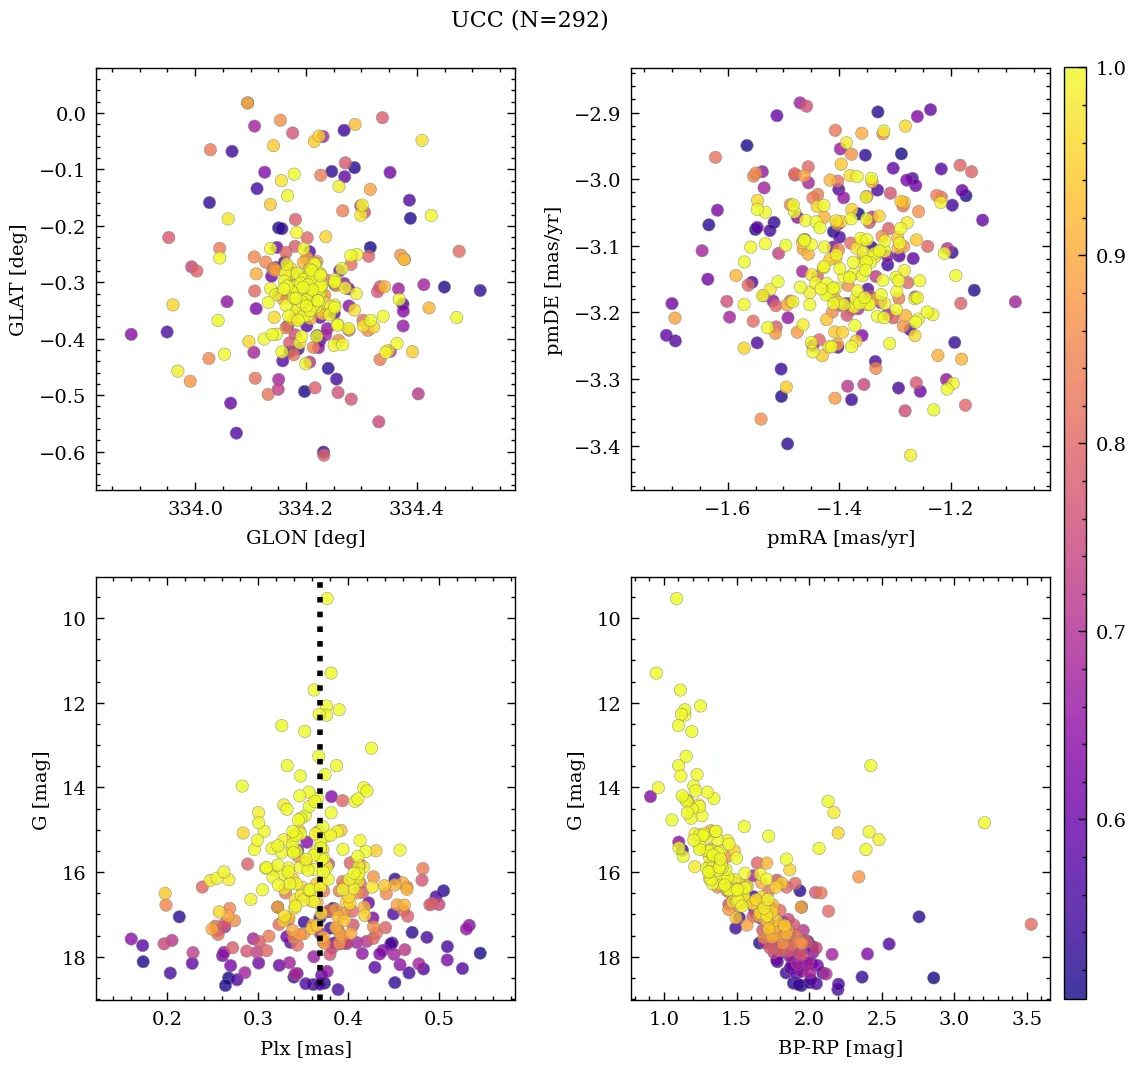 UCC (N=292)
0.0
−0.1
−0.2
−0.3
−0.4
−0.5
−0.6
GLAT [deg]
334.0 334.2 334.4
GLON [deg]
−2.9
−3.0
−3.1
−3.2
−3.3
−3.4
pmDE [mas/yr]
−1.6 −1.4 −1.2
pmRA [mas/yr]
1.0
0.9
0.8
0.7
0.6
10
12
14
16
18
G [mag]
0.2 0.3 0.4 0.5
Plx [mas]
10
12
14
16
18
G [mag]
1.0 1.5 2.0 2.5 3.0 3.5
BP-RP [mag]